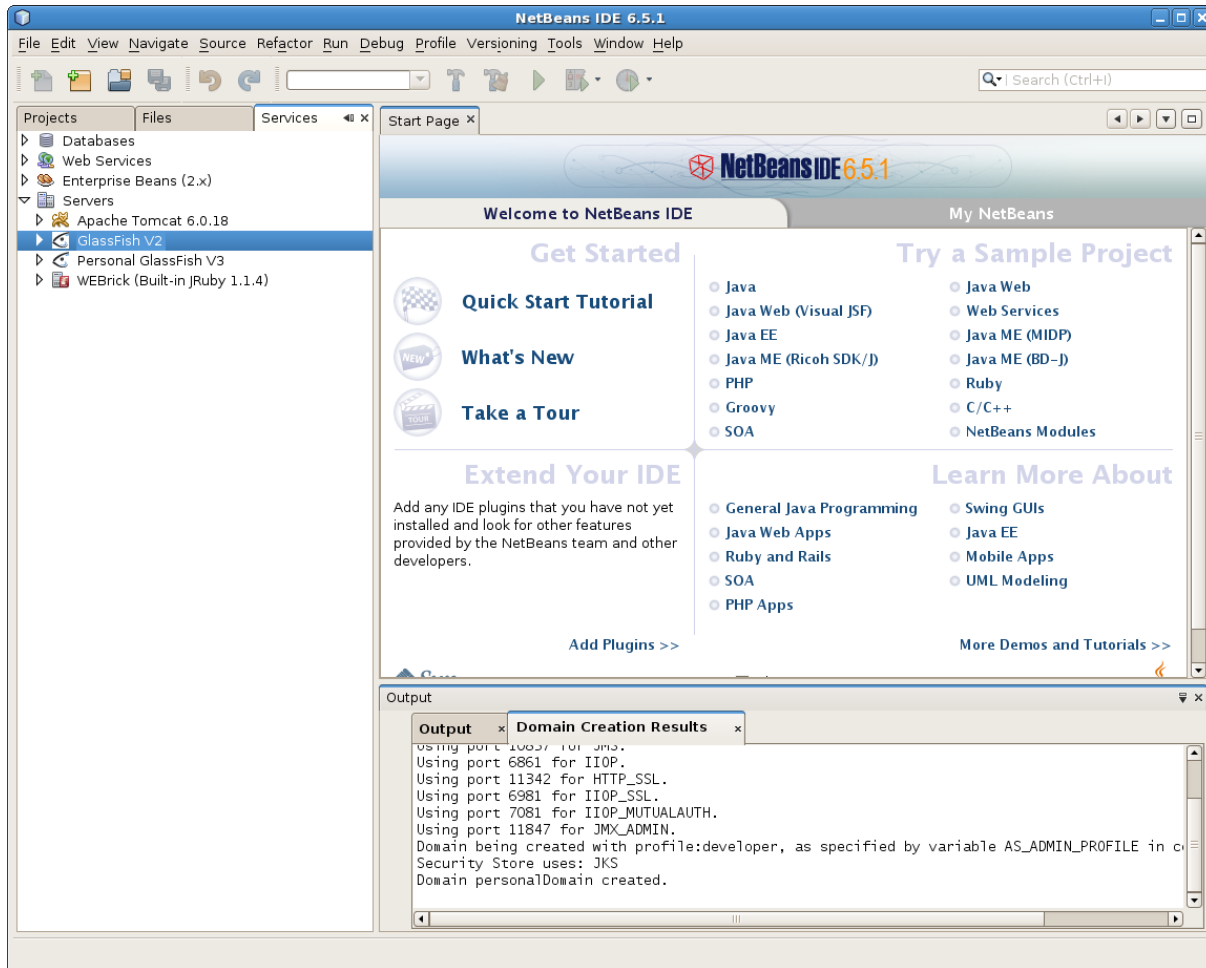 NetBeans IDE 6.5.1
File Edit View Navigate Source Refactor Run Debug Profile Versioning Tools Window Help
Search (Ctrl+I)
Projects Files Services
Databases
Web Services
Enterprise Beans (2.x)
Servers
Apache Tomcat 6.0.18
GlassFish V2
Personal GlassFish V3
WEBrick (Built-in JRuby 1.1.4)
Start Page
NetBeans IDE 6.5.1
Welcome to NetBeans IDE
My NetBeans
Get Started
Quick Start Tutorial
NEW
What's New
TOUR
Take a Tour
Try a Sample Project
Java
Java Web (Visual JSF)
Java EE
Java ME (Ricoh SDK/J)
PHP
Groovy
SOA
Java Web
Web Services
Java ME (MIDP)
Java ME (BD-J)
Ruby
C/C++
NetBeans Modules
Extend Your IDE
Add any IDE plugins that you have not yet
installed and look for other features
provided by the NetBeans team and other
developers.
Add Plugins >>
Learn More About
General Java Programming
Java Web Apps
Ruby and Rails
SOA
PHP Apps
Swing GUIs
Java EE
Mobile Apps
UML Modeling
More Demos and Tutorials >>
Output
Output Domain Creation Results
Using port 10857 for JMS.
Using port 6861 for IIOP.
Using port 11342 for HTTP_SSL.
Using port 6981 for IIOP_SSL.
Using port 7081 for IIOP_MUTUALAUTH.
Using port 11847 for JMX_ADMIN.
Domain being created with profile:developer, as specified by variable AS_ADMIN_PROFILE in
Security Store uses: JKS
Domain personalDomain created.